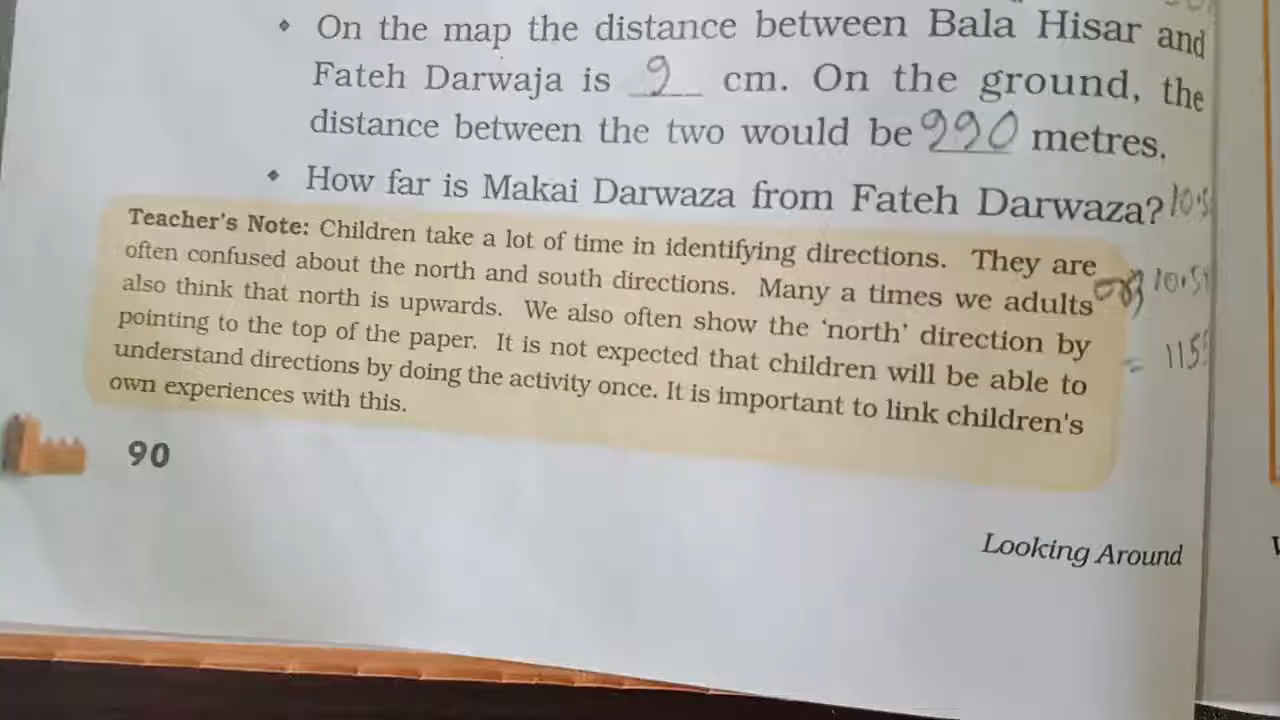 • On the map the distance between Bala Hisar and
Fateh Darwaja is 9 cm. On the ground, the
distance between the two would be 990 metres.
• How far is Makai Darwaza from Fateh Darwaza?
Teacher's Note: Children take a lot of time in identifying directions. They are
often confused about the north and south directions. Many a times we adults
also think that north is upwards. We also often show the 'north' direction by
pointing to the top of the paper. It is not expected that children will be able to
understand directions by doing the activity once. It is important to link children's
own experiences with this.
90
Looking Around